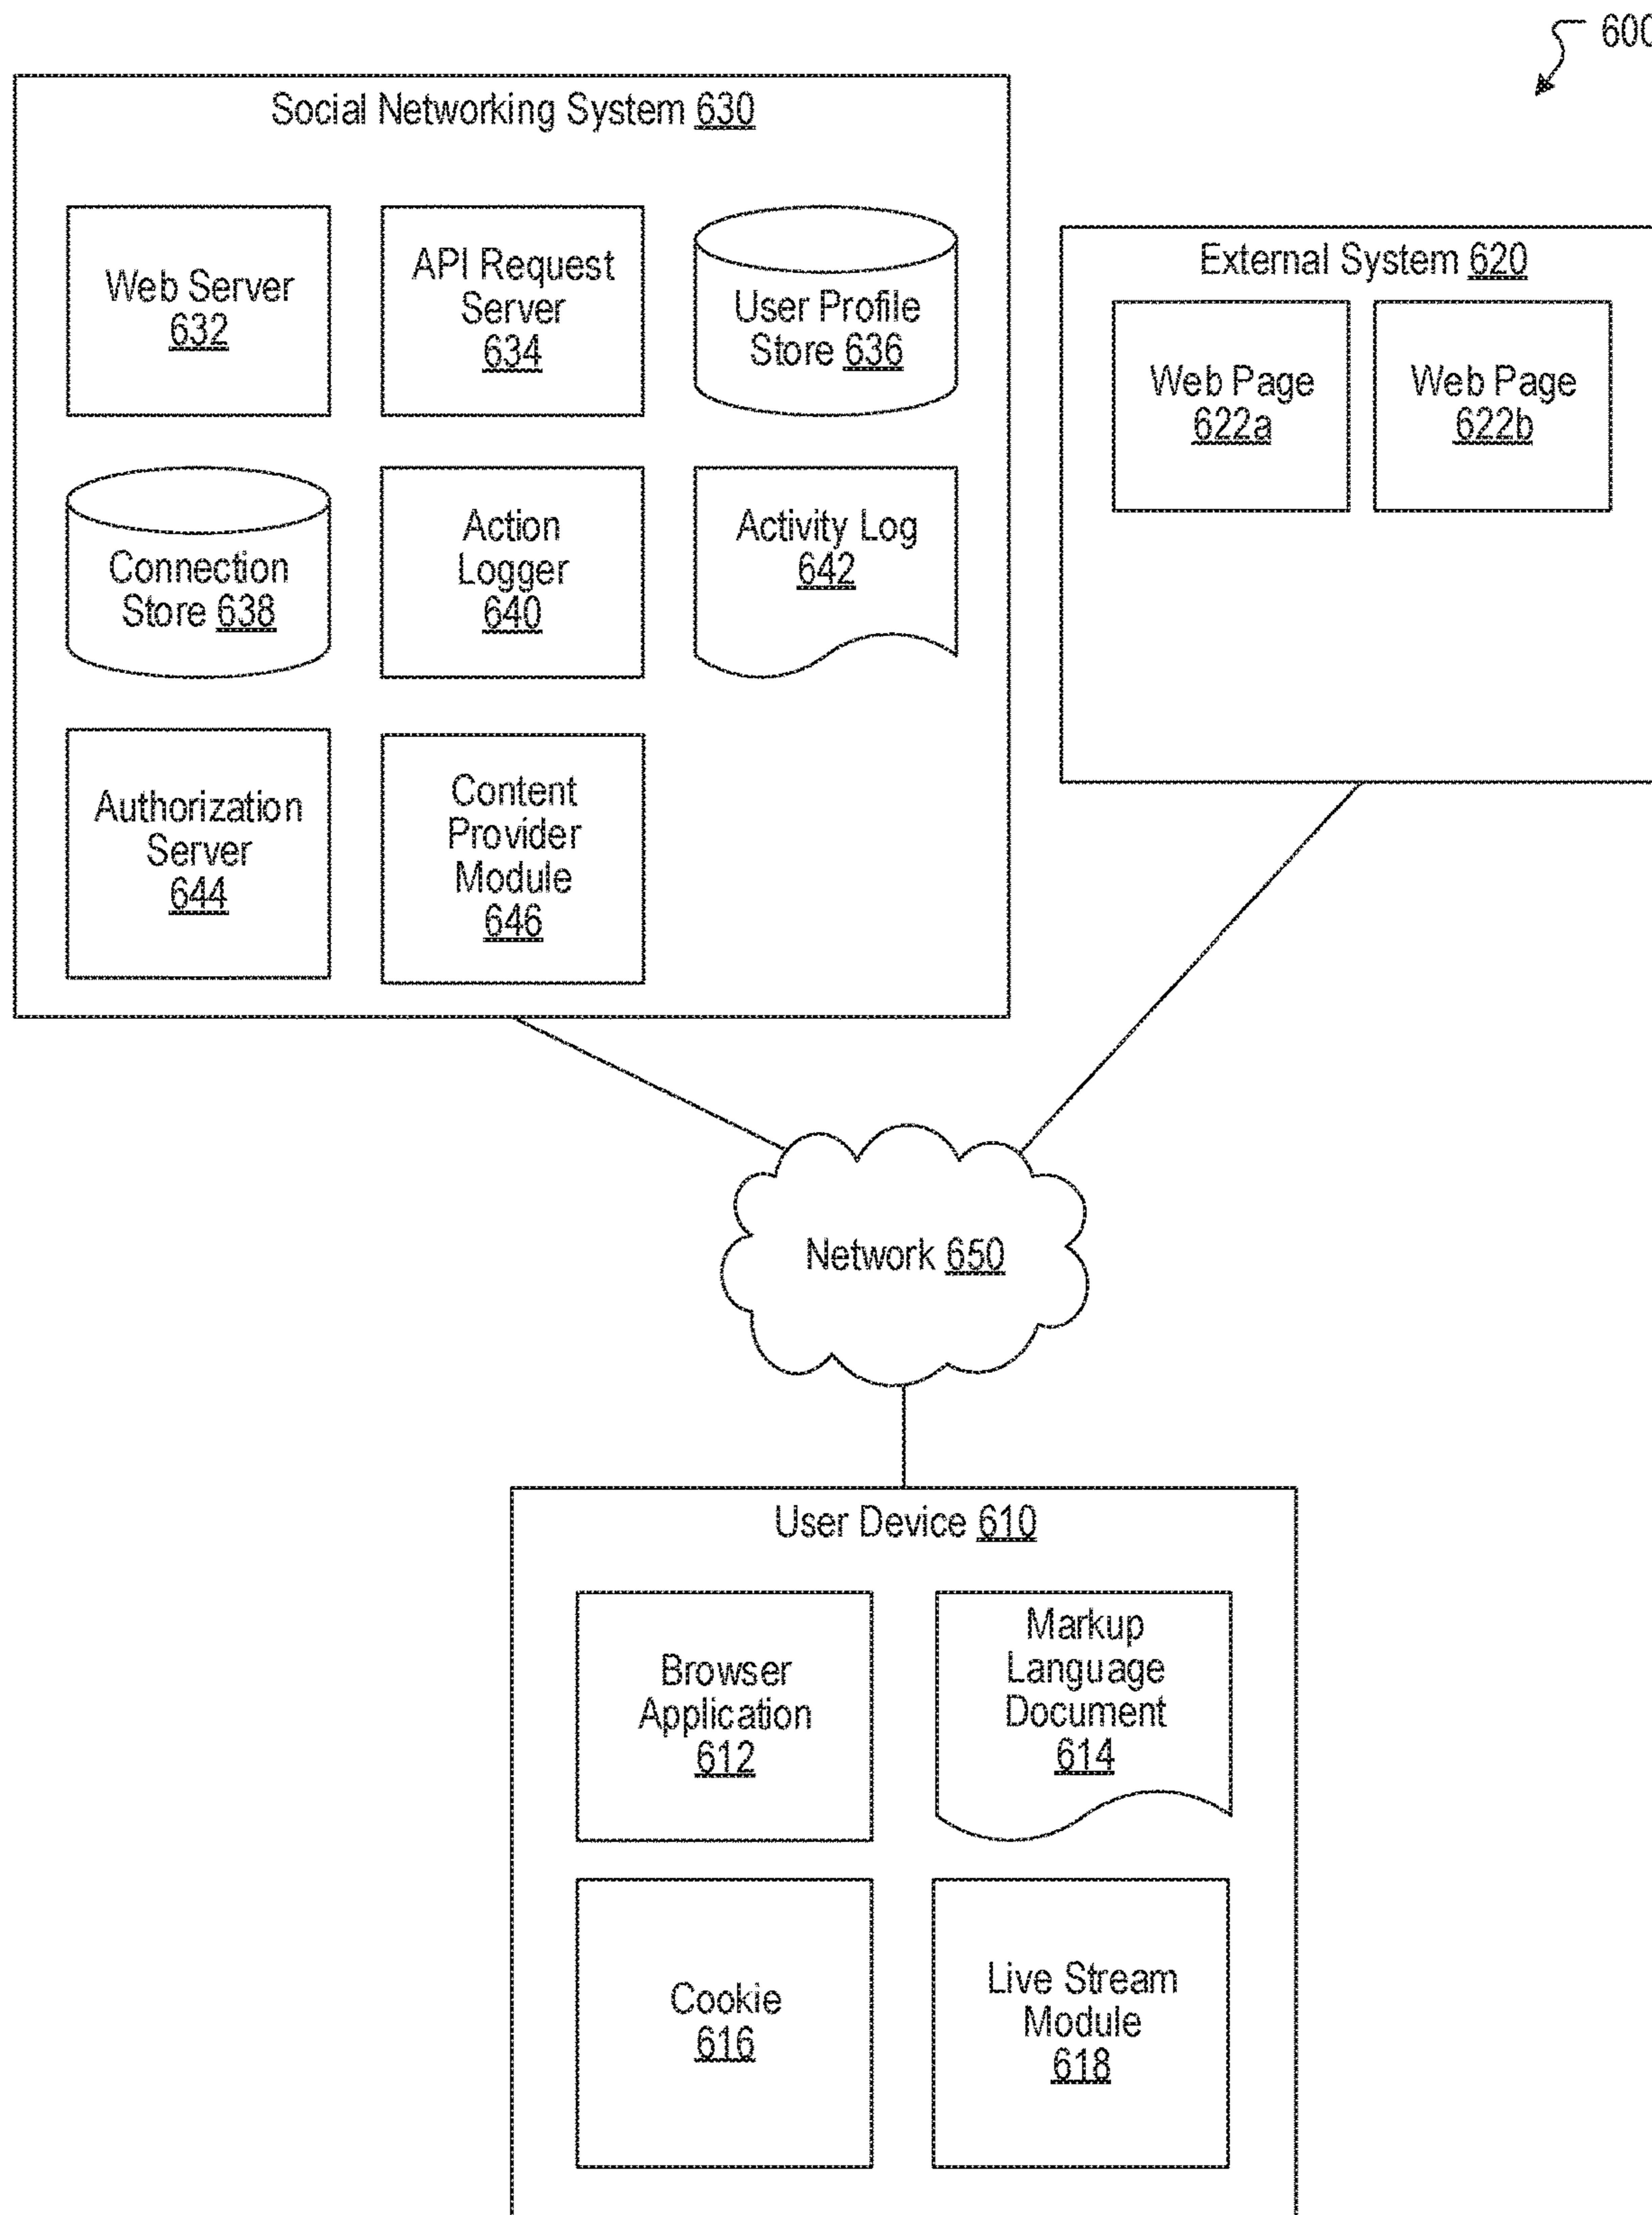 600
Social Networking System 630
Web Server
632
API Request
Server
634
User Profile
Store 636
Connection
Store 638
Action
Logger
640
Activity Log
642
Authorization
Server
644
Content
Provider
Module
646
External System 620
Web Page
622a
Web Page
622b
Network 650
User Device 610
Browser
Application
612
Markup
Language
Document
614
Cookie
616
Live Stream
Module
618